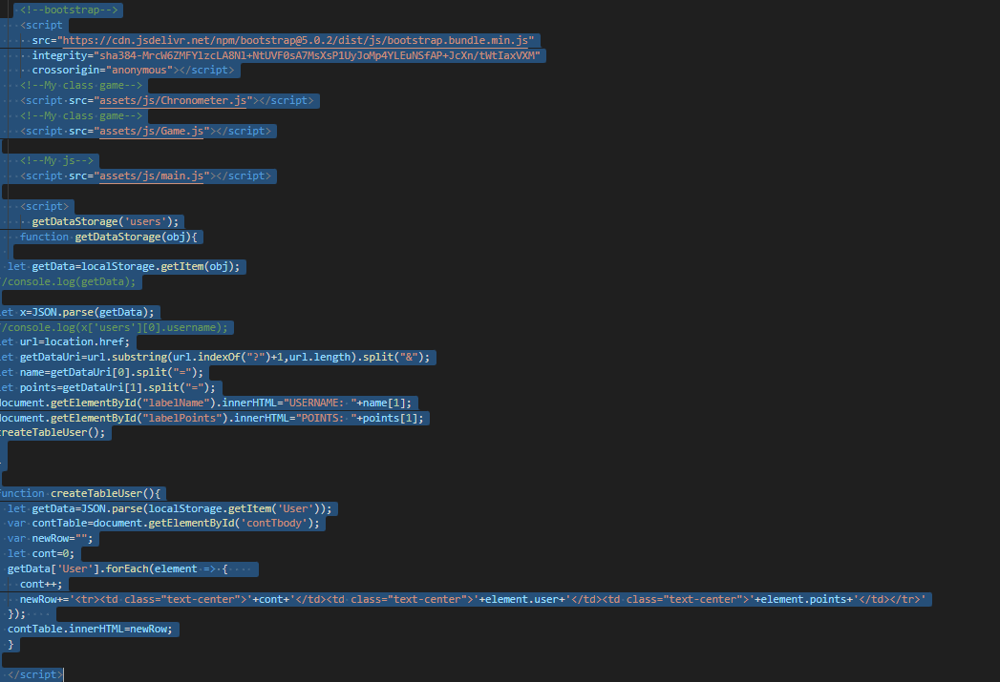 <!--bootstrap-->
<script
src="https://cdn.jsdelivr.net/npm/bootstrap@5.0.2/dist/js/bootstrap.bundle.min.js"
integrity="sha384-MrcW6ZMFYlzcLA8Nl+NtUVF0sA7MsXsP1UyJoMp4YLEuNSfAP+JcXn/tWtIaxVXM"
crossorigin="anonymous"></script>
<!--My class game-->
<script src="assets/js/Chronometer.js"></script>
<!--My class game-->
<script src="assets/js/Game.js"></script>
<!--My js-->
<script src="assets/js/main.js"></script>
<script>
getDataStorage('users');
function getDataStorage(obj){
let getData=localStorage.getItem(obj);
/console.log(getData);
et x=JSON.parse(getData);
/console.log(x['users'][0].username);
et url=location.href;
et getDataUri=url.substring(url.indexOf("?")+1,url.length).split("&");
et name=getDataUri[0].split("=");
et points=getDataUri[1].split("=");
document.getElementById("labelName").innerHTML="USERNAME: "+name[1];
document.getElementById("labelPoints").innerHTML="POINTS: "+points[1];
createTableUser();
function createTableUser(){
let getData=JSON.parse(localStorage.getItem('User'));
var contTable=document.getElementById('contTbody');
var newRow="";
let cont=0;
getData['User'].forEach(element => {
cont++;
newRow+='<tr><td class="text-center">'+cont+'</td><td class="text-center">'+element.user+'</td><td class="text-center">'+element.points+'</td></tr>'
});
contTable.innerHTML=newRow;
}
</script>